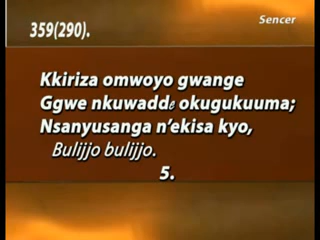 Sencer
359(290).
Kkiriza omwoyo gwange
Ggwe nkuwadde okugukuuma;
Nsanyusanga n'ekisa kyo,
Bulijjo bulijjo.
5.